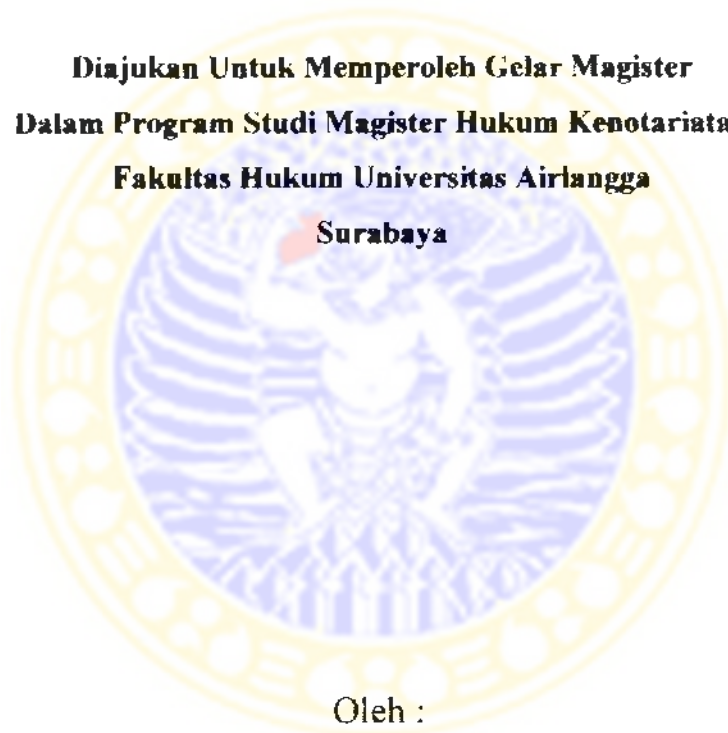 Diajukan Untuk Memperoleh Gelar Magister
Dalam Program Studi Magister Hukum Kenotariata
Fakultas Hukum Universitas Airlangga
Surabaya
Oleh :